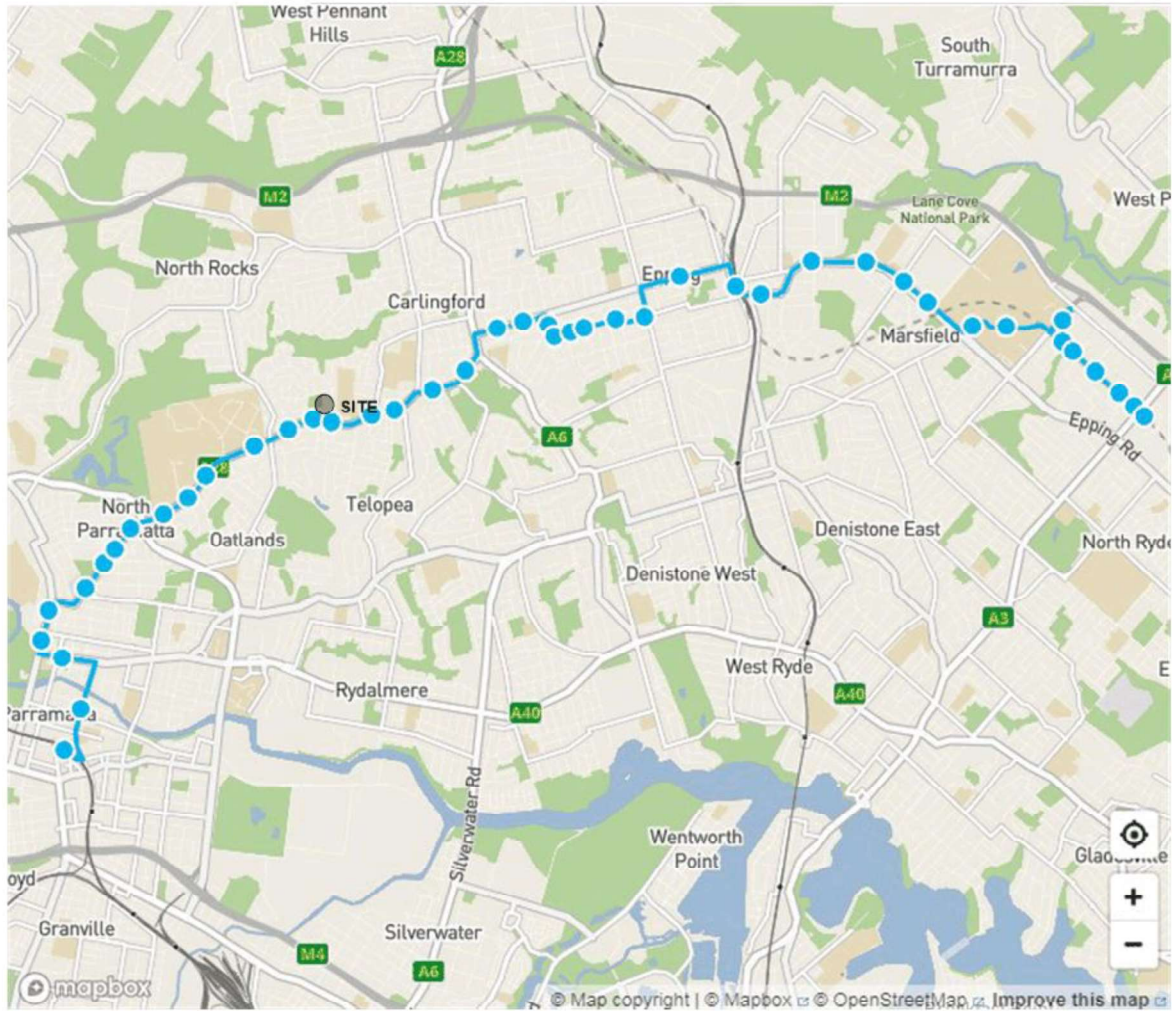 West Pennant
Hills
A28
South
Turramurra
M2
M2
Lane Cove
National Park
West P
North Rocks
Epping
Carlingford
Marsfield
SITE
Epping Rd
A6
North
Parramatta
Telopea
Oatlands
Denistone East
North Ryde
Denistone West
A3
West Ryde
Rydalmere
A40
A40
Parramatta
Silverwater Rd
Wentworth
Point
Gladesville
oyd
Granville
Silverwater
M4
A6
mapbox
© Map copyright | © Mapbox © OpenStreetMap Improve this map